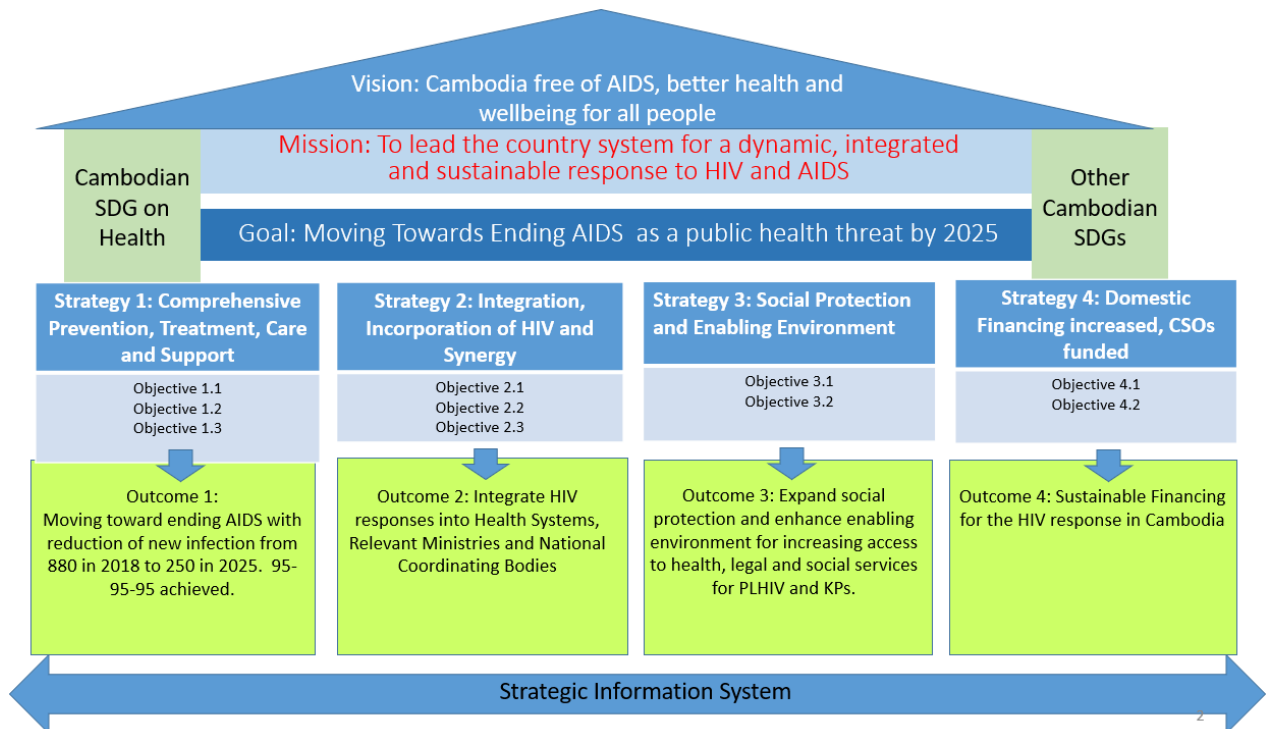 Vision: Cambodia free of AIDS, better health and
wellbeing for all people
Mission: To lead the country system for a dynamic, integrated
and sustainable response to HIV and AIDS
Cambodian
SDG on
Health
Other
Cambodian
SDGs
Goal: Moving Towards Ending AIDS as a public health threat by 2025
Strategy 1: Comprehensive
Prevention, Treatment, Care
and Support
Objective 1.1
Objective 1.2
Objective 1.3
Outcome 1:
Moving toward ending AIDS with
reduction of new infection from
880 in 2018 to 250 in 2025. 95-
95-95 achieved.
Strategy 2: Integration,
Incorporation of HIV and
Synergy
Objective 2.1
Objective 2.2
Objective 2.3
Outcome 2: Integrate HIV
responses into Health Systems,
Relevant Ministries and National
Coordinating Bodies
Strategy 3: Social Protection
and Enabling Environment
Objective 3.1
Objective 3.2
Outcome 3: Expand social
protection and enhance enabling
environment for increasing access
to health, legal and social services
for PLHIV and KPs.
Strategy 4: Domestic
Financing increased, CSOs
funded
Objective 4.1
Objective 4.2
Outcome 4: Sustainable Financing
for the HIV response in Cambodia
Strategic Information System
2